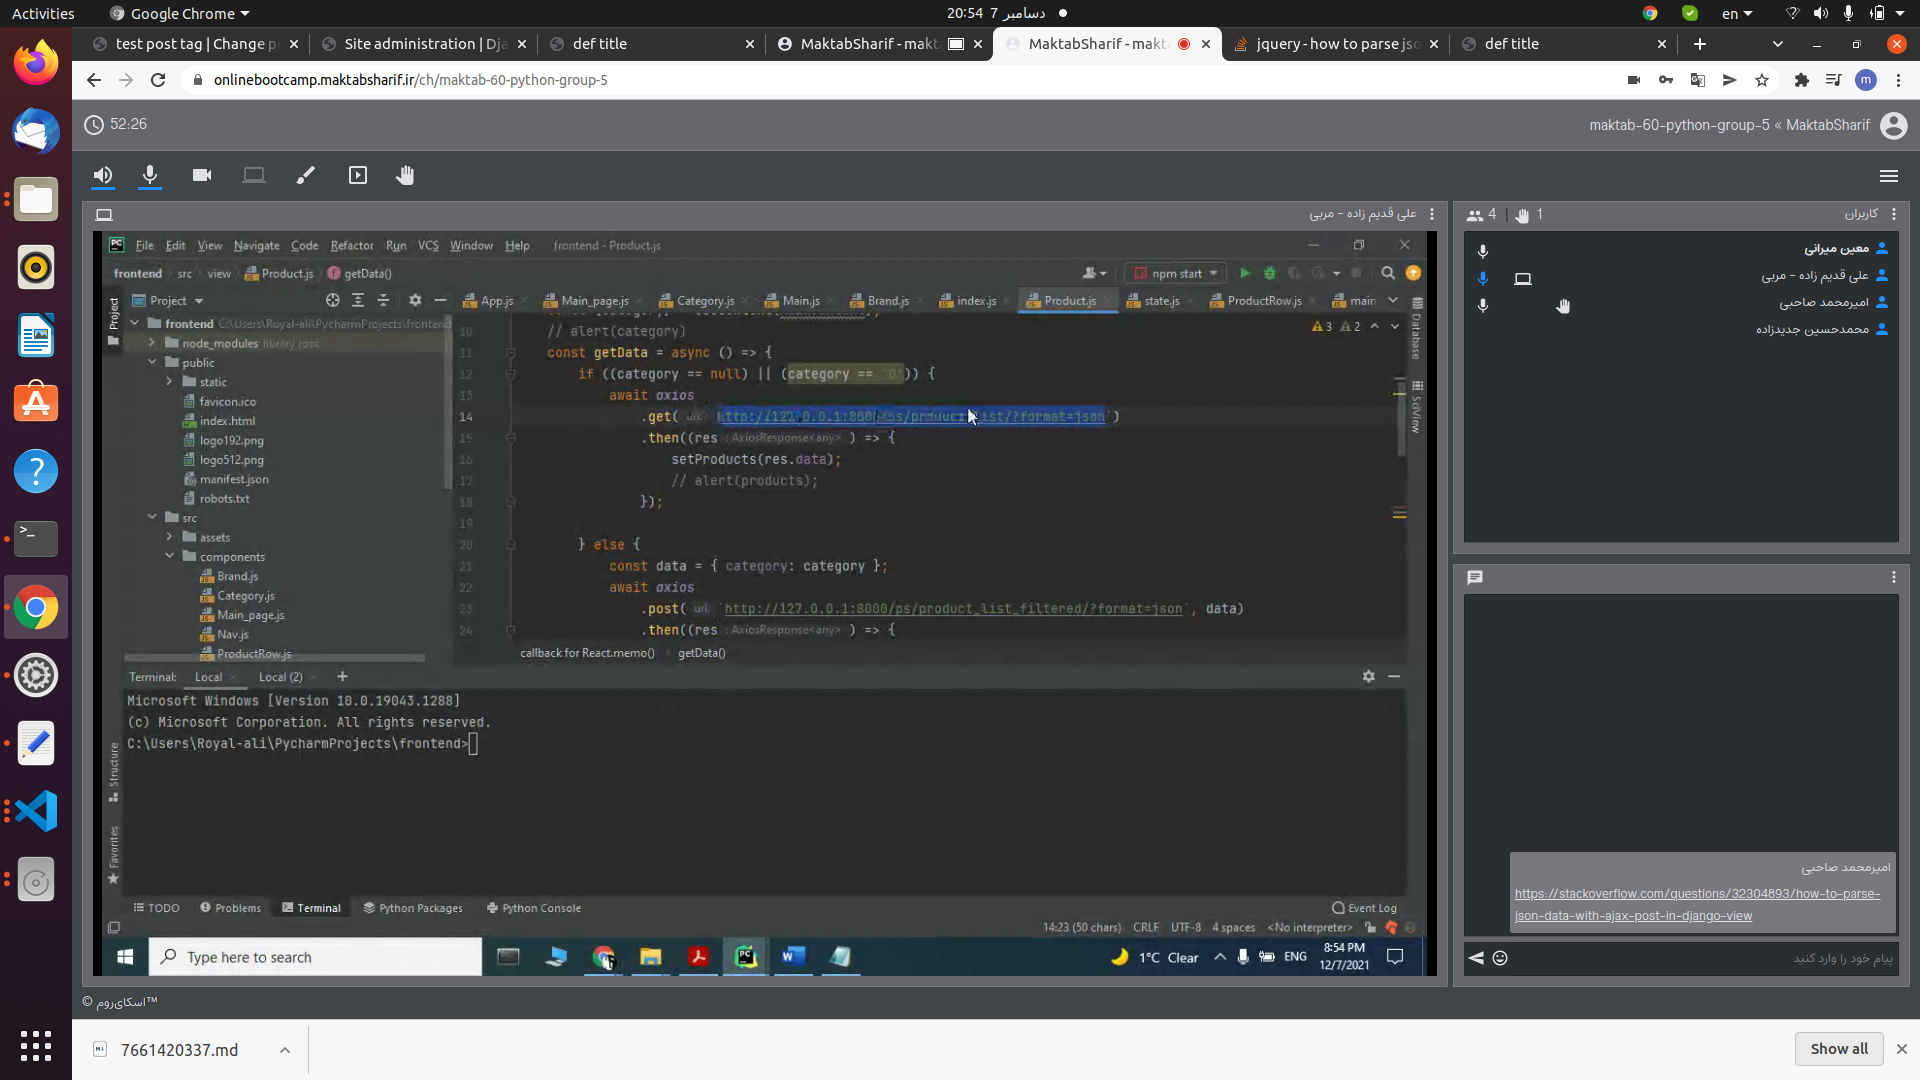 Activities
Google Chrome
20:54 7 دسامبر
en
test post tag | Change p
Site administration | Dja
def title
MaktabSharif - makta
MaktabSharif - makta
jquery - how to parse jso
def title
onlinebootcamp.maktabsharif.ir/ch/maktab-60-python-group-5
m
52:26
maktab-60-python-group-5 « MaktabSharif
علی قدیم زاده - مربی
File Edit View Navigate Code Refactor Run VCS Window Help frontend - Product.js
frontend src view Product.js getData()
npm start
Project
App.js Main_page.js Category.js Main.js Brand.js index.js Product.js state.js ProductRow.js main
Project
frontend C:\Users\Royal-ali\PycharmProjects\frontend
node_modules library root
public
static
favicon.ico
index.html
logo192.png
logo512.png
manifest.json
robots.txt
src
assets
components
Brand.js
Category.js
Main_page.js
Nav.js
ProductRow.js
3 2
10 // alert(category)
11 const getData = async () => {
12 if ((category == null) || (category == '0')) {
13 await axios
14 .get( url: `http://127.0.0.1:8000/ps/product_list/?format=json`)
15 .then((res : AxiosResponse<any> ) => {
16 setProducts(res.data);
17 // alert(products);
18 });
19
20 } else {
21 const data = { category: category };
22 await axios
23 .post( url: `http://127.0.0.1:8000/ps/product_list_filtered/?format=json`, data)
24 .then((res : AxiosResponse<any> ) => {
callback for React.memo() getData()
Database
SciView
Terminal: Local Local (2)
Microsoft Windows [Version 10.0.19043.1288]
(c) Microsoft Corporation. All rights reserved.
C:\Users\Royal-ali\PycharmProjects\frontend>
Structure
Favorites
TODO Problems Terminal Python Packages Python Console Event Log
14:23 (50 chars) CRLF UTF-8 4 spaces <No interpreter>
Type here to search
1°C Clear
ENG
8:54 PM
12/7/2021
4 1
کاربران
معین میرانی
علی قدیم زاده - مربی
امیرمحمد صاحبی
محمدحسین جدیدزاده
امیرمحمد صاحبی
https://stackoverflow.com/questions/32304893/how-to-parse-
json-data-with-ajax-post-in-django-view
پیام خود را وارد کنید
© اسکای‌روم™
7661420337.md
Show all